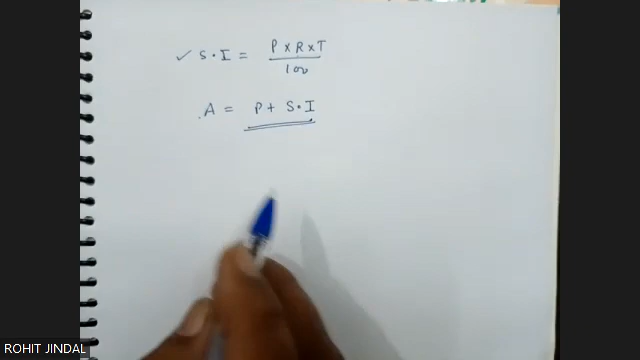 ✓ S.I = P x R x T
100
A = P + S.I
ROHIT JINDAL